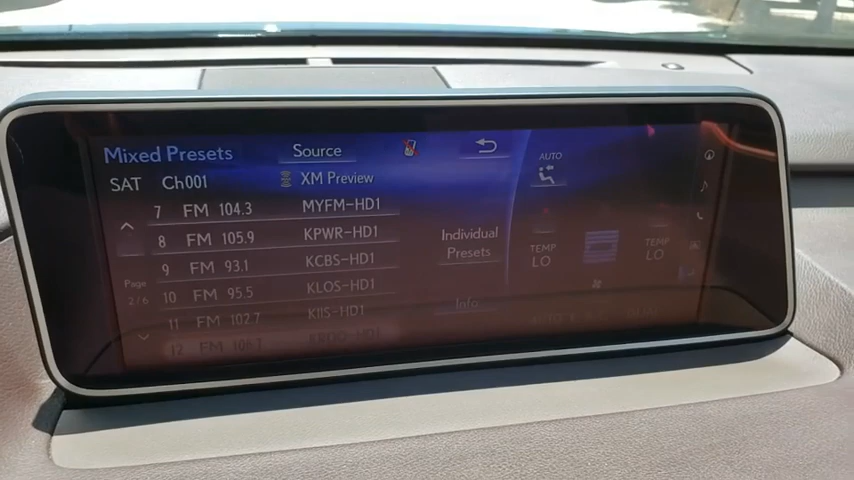 Mixed Presets Source
AUTO
SAT Ch001 XM Preview
7 FM 104.3 MYFM-HD1
8 FM 105.9 KPWR-HD1
Individual
Presets
TEMP LO
TEMP LO
9 FM 93.1 KCBS-HD1
Page
2/6
10 FM 95.5 KLOS-HD1
Info
11 FM 102.7 KIIS-HD1
12 FM 106.7 KROQ-HD1